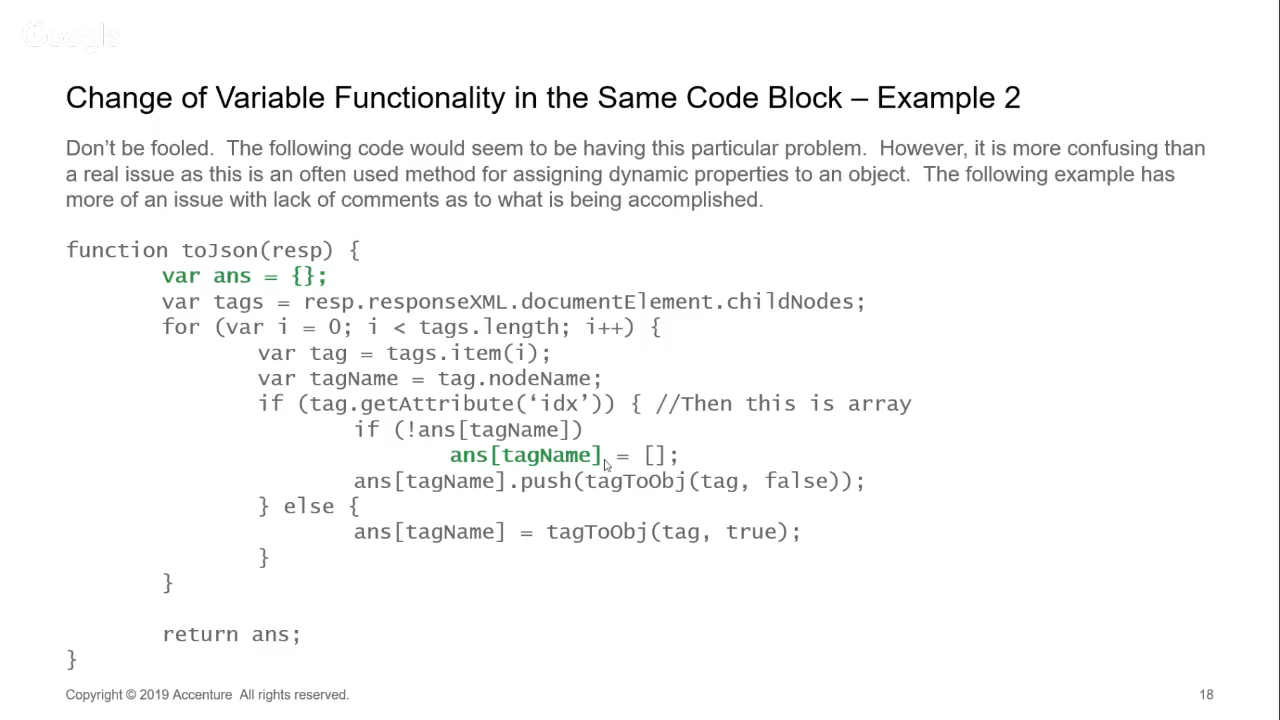 Google
Change of Variable Functionality in the Same Code Block – Example 2
Don’t be fooled. The following code would seem to be having this particular problem. However, it is more confusing than
a real issue as this is an often used method for assigning dynamic properties to an object. The following example has
more of an issue with lack of comments as to what is being accomplished.
function toJson(resp) {
var ans = {};
var tags = resp.responseXML.documentElement.childNodes;
for (var i = 0; i < tags.length; i++) {
var tag = tags.item(i);
var tagName = tag.nodeName;
if (tag.getAttribute(‘idx’)) { //Then this is array
if (!ans[tagName])
ans[tagName] = [];
ans[tagName].push(tagToObj(tag, false));
} else {
ans[tagName] = tagToObj(tag, true);
}
}
return ans;
}
Copyright © 2019 Accenture All rights reserved.
18